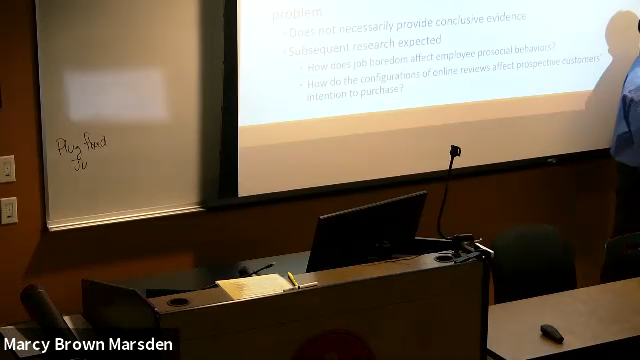 problem
Does not necessarily provide conclusive evidence
Subsequent research expected
How does job boredom affect employee prosocial behaviors?
How do the configurations of online reviews affect prospective customers'
intention to purchase?
Plug
Marcy Brown Marsden